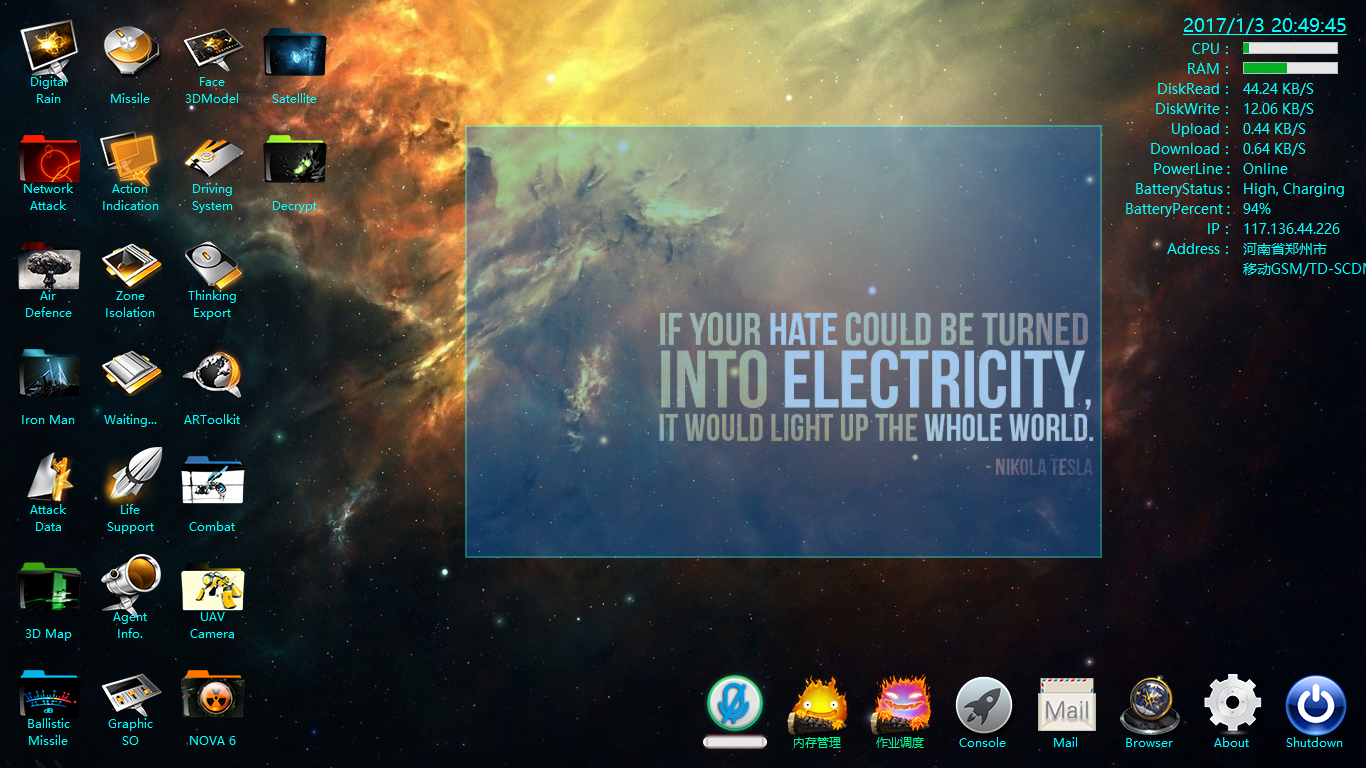 Digital
Rain
Missile
Face
3DModel
Satellite
Network
Attack
Action
Indication
Driving
System
Decrypt
Air
Defence
Zone
Isolation
Thinking
Export
Iron Man
Waiting...
ARToolkit
Attack
Data
Life
Support
Combat
3D Map
Agent
Info.
UAV
Camera
Ballistic
Missile
Graphic
SO
NOVA 6
IF YOUR HATE COULD BE TURNED
INTO ELECTRICITY,
IT WOULD LIGHT UP THE WHOLE WORLD.
- NIKOLA TESLA
2017/1/3 20:49:45
CPU :
RAM :
DiskRead : 44.24 KB/S
DiskWrite : 12.06 KB/S
Upload : 0.44 KB/S
Download : 0.64 KB/S
PowerLine : Online
BatteryStatus : High, Charging
BatteryPercent : 94%
IP : 117.136.44.226
Address : 河南省郑州市
移动GSM/TD-SCDM
内存管理
作业调度
Console
Mail
Mail
Browser
About
Shutdown